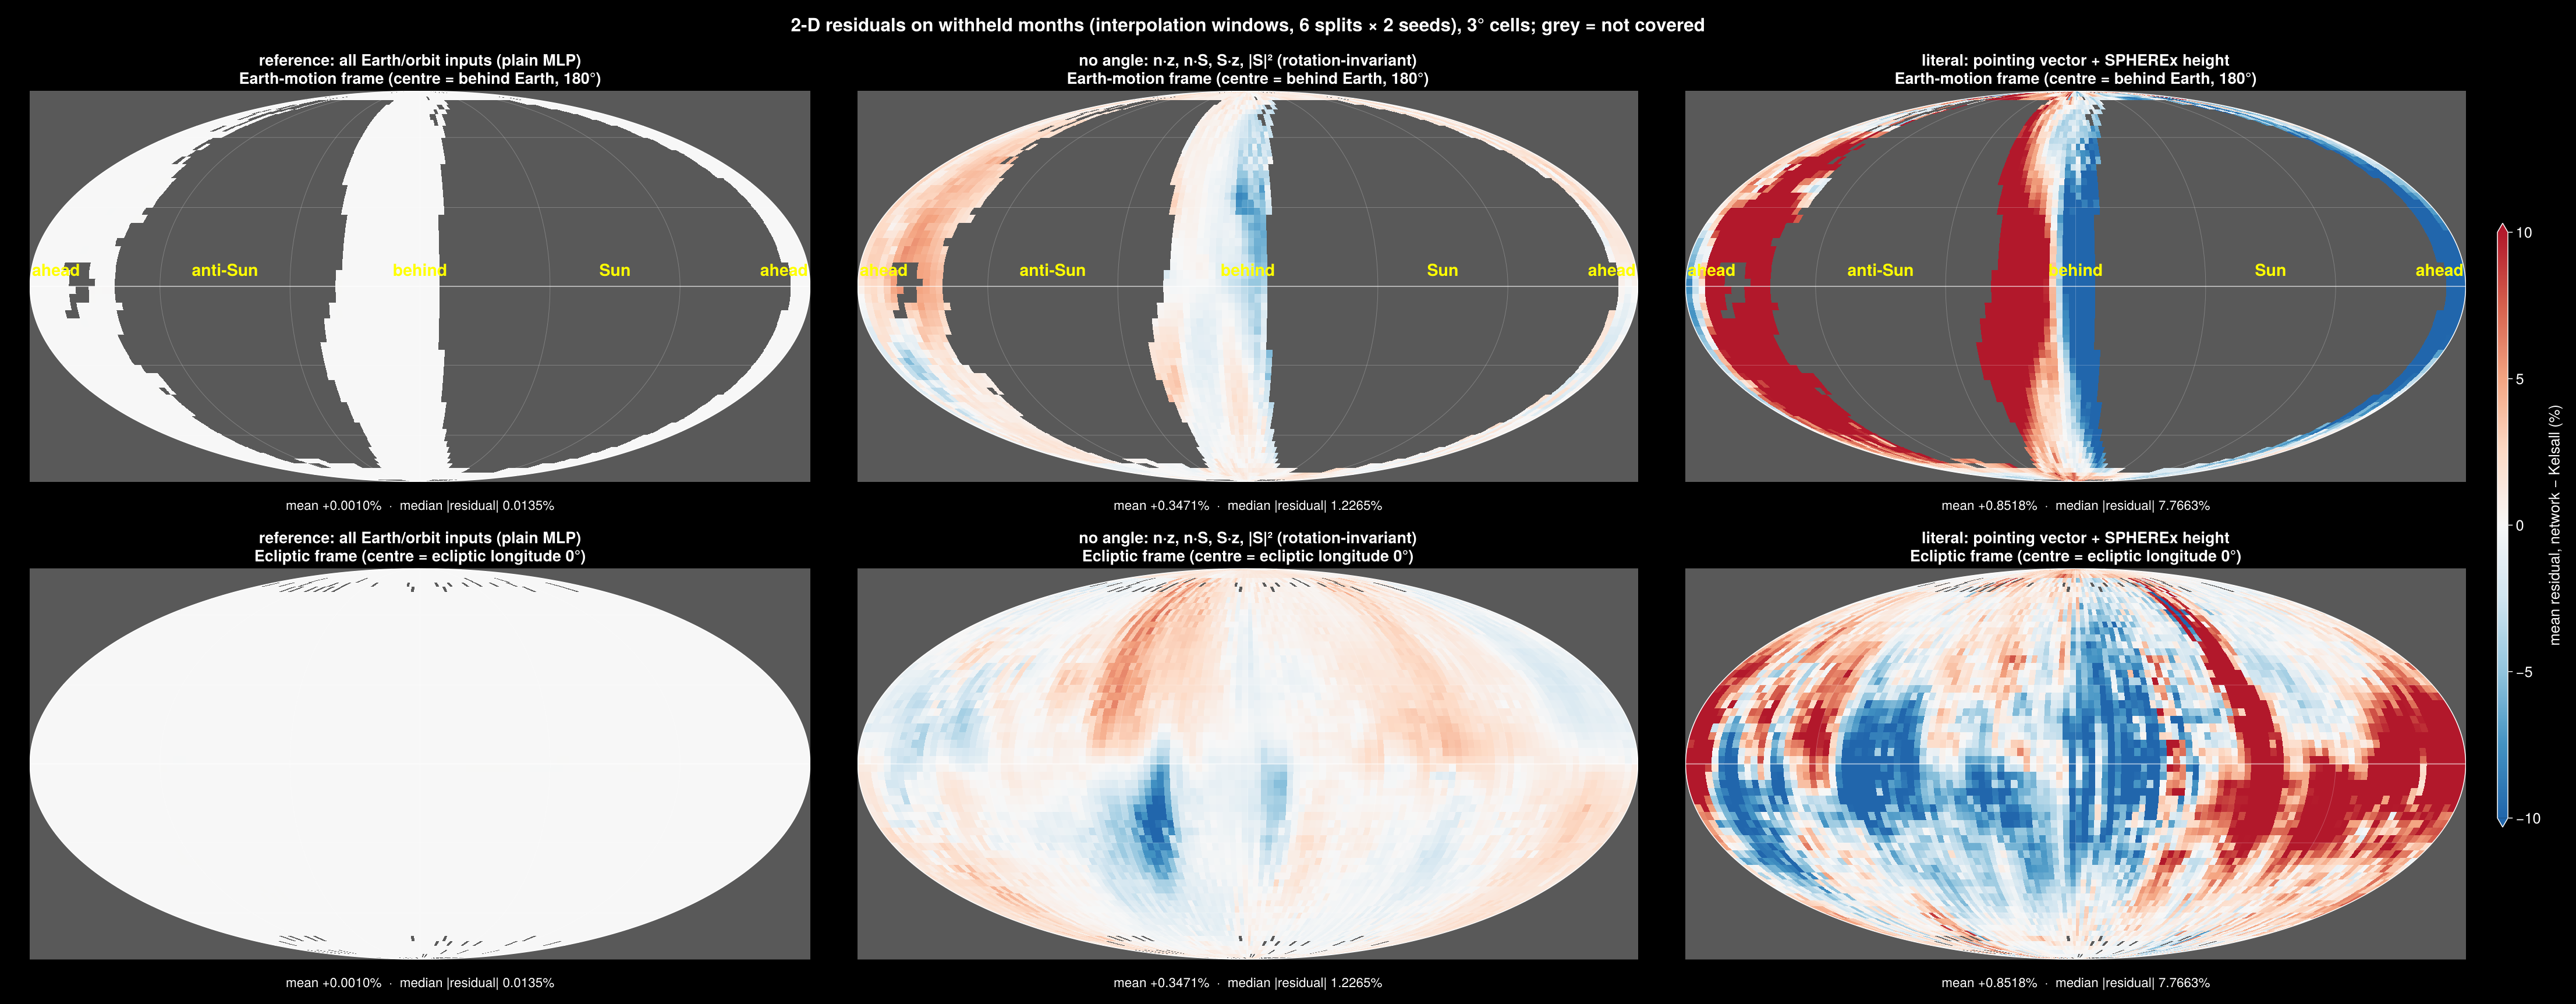 2-D residuals on withheld months (interpolation windows, 6 splits × 2 seeds), 3° cells; grey = not covered
reference: all Earth/orbit inputs (plain MLP)
Earth-motion frame (centre = behind Earth, 180°)
ahead
anti-Sun
behind
Sun
ahead
mean +0.0010% · median |residual| 0.0135%
no angle: n·z, n·S, S·z, |S|² (rotation-invariant)
Earth-motion frame (centre = behind Earth, 180°)
ahead
anti-Sun
behind
Sun
ahead
mean +0.3471% · median |residual| 1.2265%
literal: pointing vector + SPHEREx height
Earth-motion frame (centre = behind Earth, 180°)
ahead
anti-Sun
behind
Sun
ahead
mean +0.8518% · median |residual| 7.7663%
reference: all Earth/orbit inputs (plain MLP)
Ecliptic frame (centre = ecliptic longitude 0°)
mean +0.0010% · median |residual| 0.0135%
no angle: n·z, n·S, S·z, |S|² (rotation-invariant)
Ecliptic frame (centre = ecliptic longitude 0°)
mean +0.3471% · median |residual| 1.2265%
literal: pointing vector + SPHEREx height
Ecliptic frame (centre = ecliptic longitude 0°)
mean +0.8518% · median |residual| 7.7663%
10
5
0
−5
−10
mean residual, network − Kelsall (%)